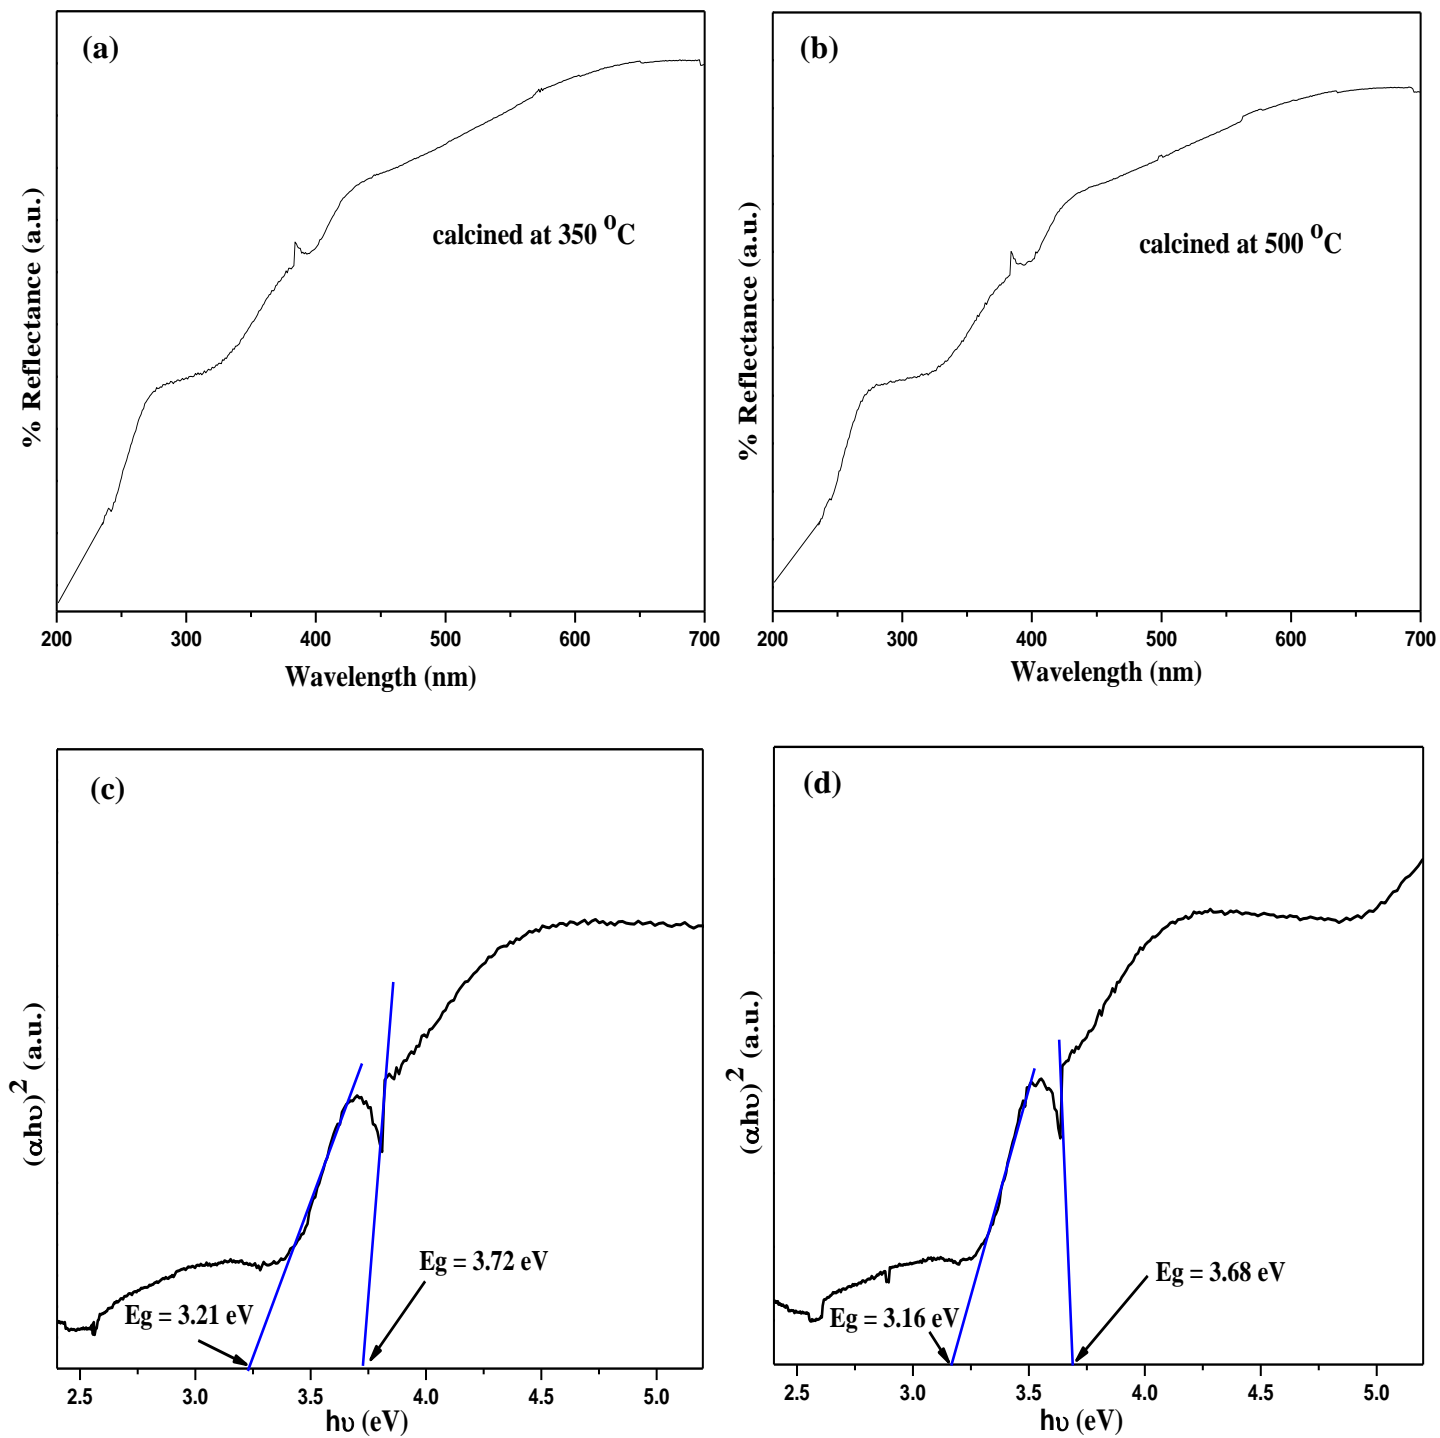 (a)
calcined at 350 °C
% Reflectance (a.u.)
200 300 400 500 600 700
Wavelength (nm)
(b)
calcined at 500 °C
% Reflectance (a.u.)
200 300 400 500 600 700
Wavelength (nm)
(c)
Eg = 3.72 eV
Eg = 3.21 eV
(αhυ)² (a.u.)
2.5 3.0 3.5 4.0 4.5 5.0
hυ (eV)
(d)
Eg = 3.68 eV
Eg = 3.16 eV
(αhυ)² (a.u.)
2.5 3.0 3.5 4.0 4.5 5.0
hυ (eV)